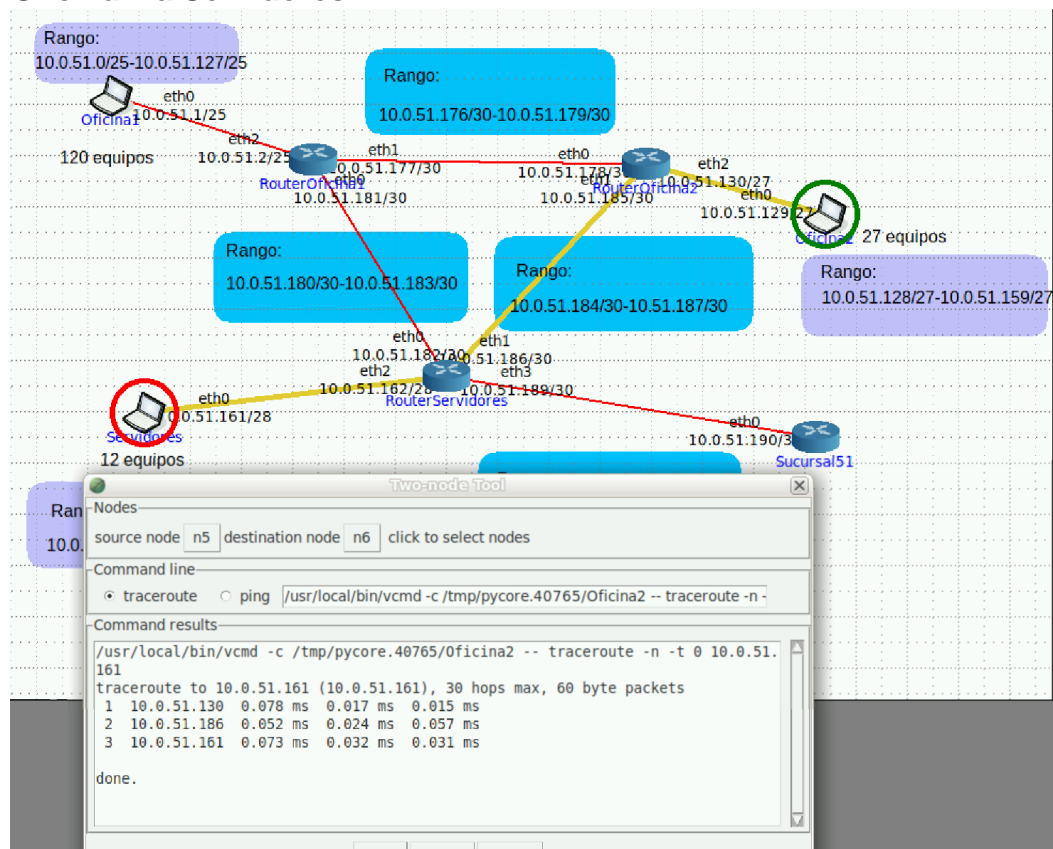 Rango:
10.0.51.0/25-10.0.51.127/25
eth0
10.0.51.1/25
Oficina1
120 equipos
Rango:
10.0.51.176/30-10.0.51.179/30
eth2
10.0.51.2/25
eth1
10.0.51.177/30
RouterOficina1
eth0
10.0.51.181/30
eth0
10.0.51.178/3
eth1
10.0.51.185/30
RouterOficina2
eth2
10.0.51.130/27
eth0
10.0.51.129/27
Oficina2
27 equipos
Rango:
10.0.51.128/27-10.0.51.159/27
Rango:
10.0.51.180/30-10.0.51.183/30
Rango:
10.0.51.184/30-10.51.187/30
eth0
10.0.51.182/30
eth1
10.0.51.186/30
eth2
10.0.51.162/28
eth3
10.0.51.189/30
RouterServidores
eth0
0.0.51.161/28
Servidores
12 equipos
eth0
10.0.51.190/3
Sucursal51
Ran
10.0.
Two-node Tool
Nodes
source node n5 destination node n6 click to select nodes
Command line
traceroute ping /usr/local/bin/vcmd -c /tmp/pycore.40765/Oficina2 -- traceroute -n -
Command results
/usr/local/bin/vcmd -c /tmp/pycore.40765/Oficina2 -- traceroute -n -t 0 10.0.51.
161
traceroute to 10.0.51.161 (10.0.51.161), 30 hops max, 60 byte packets
1 10.0.51.130 0.078 ms 0.017 ms 0.015 ms
2 10.0.51.186 0.052 ms 0.024 ms 0.057 ms
3 10.0.51.161 0.073 ms 0.032 ms 0.031 ms
done.